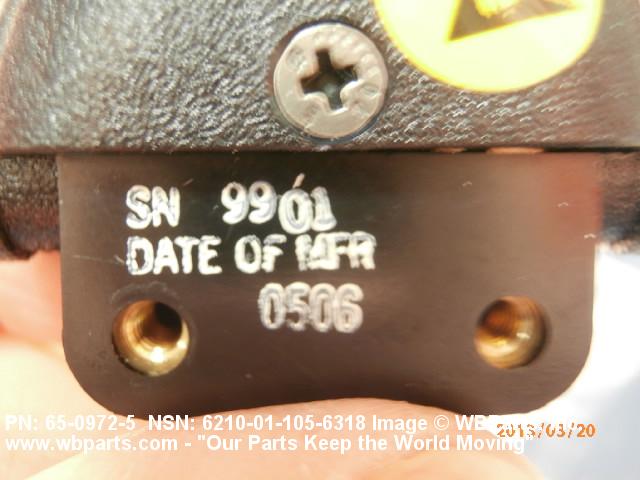 SN 9901
DATE OF MFR
0506
PN: 65-0972-5 NSN: 6210-01-105-6318 Image ©
2013/03/20
www.wbparts.com - "Our Parts Keep the World Moving"